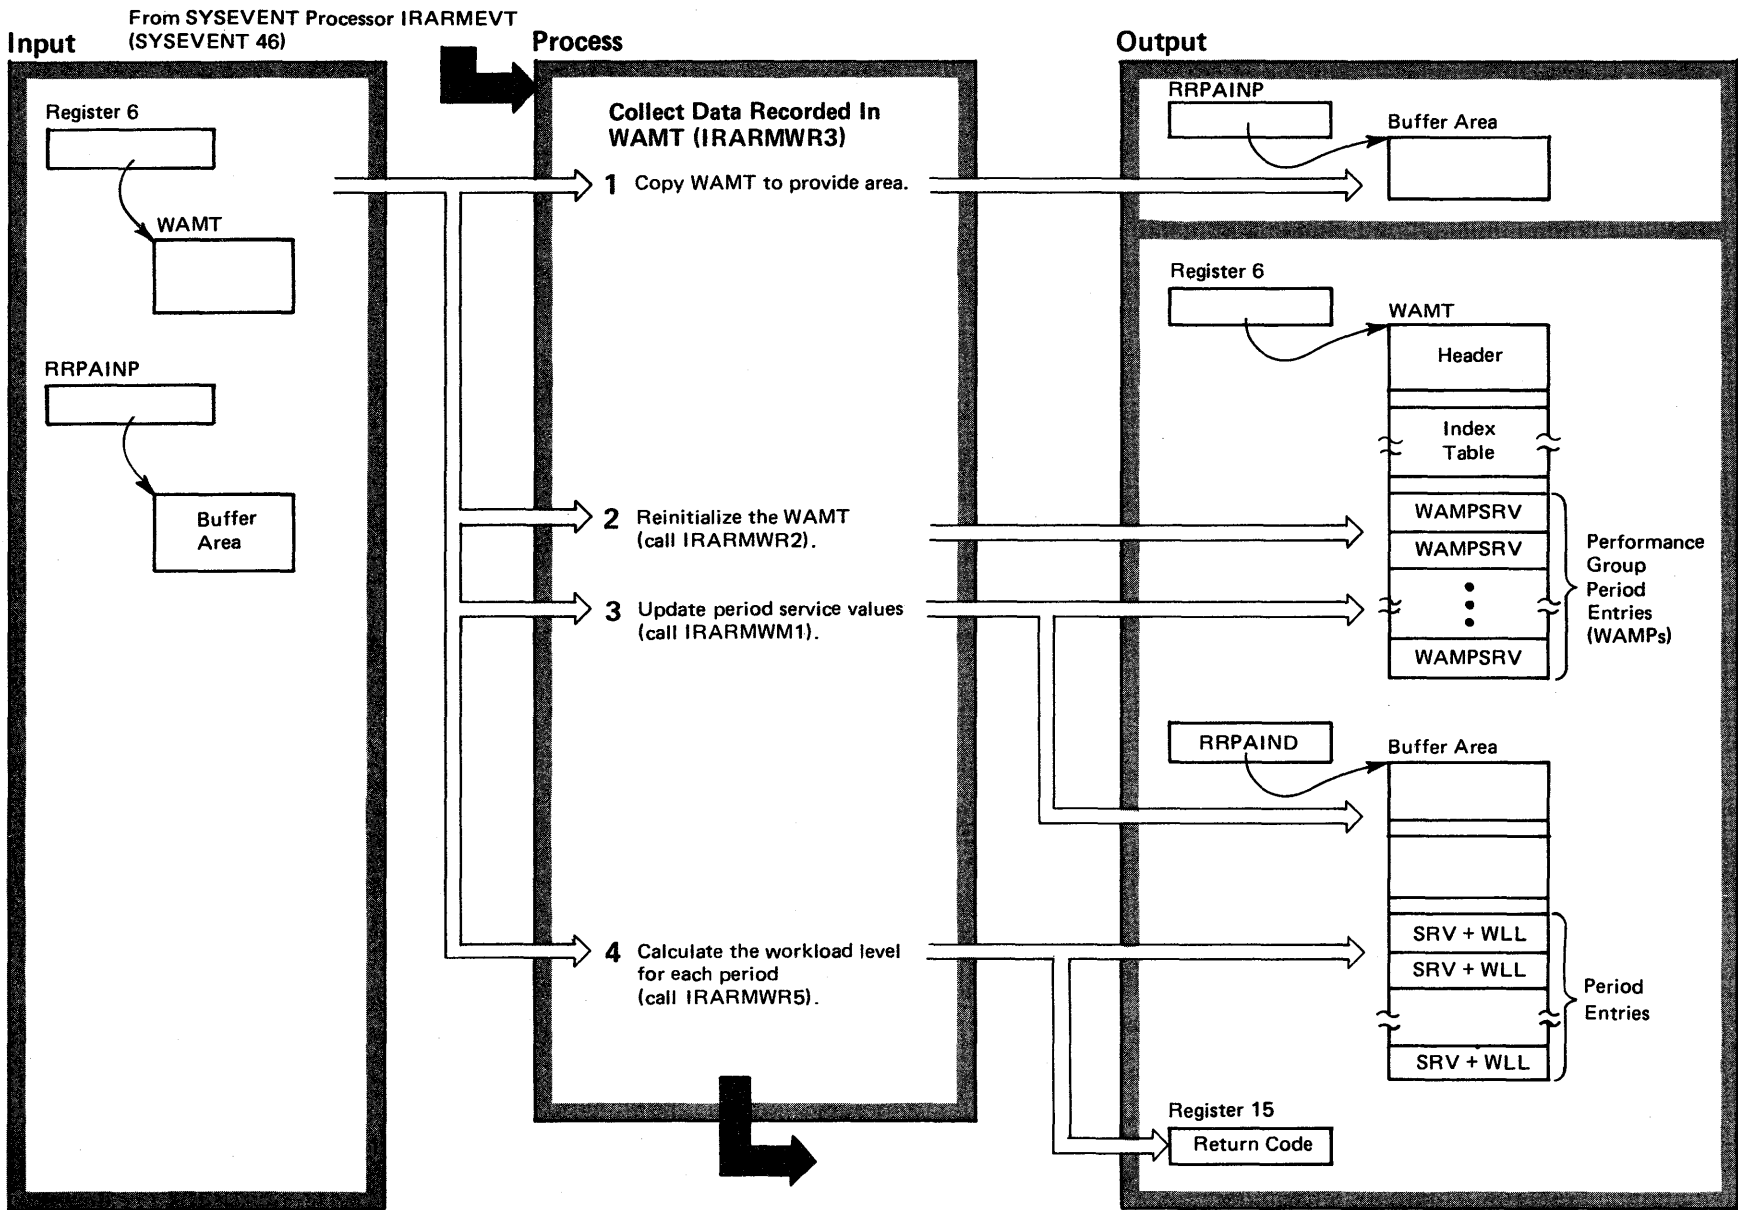 From SYSEVENT Processor IRARMEVT
(SYSEVENT 46)
Input
Process
Output
Register 6
WAMT
RRPAINP
Buffer
Area
Collect Data Recorded In
WAMT (IRARMWR3)
1 Copy WAMT to provide area.
2 Reinitialize the WAMT
(call IRARMWR2).
3 Update period service values
(call IRARMWM1).
4 Calculate the workload level
for each period
(call IRARMWR5).
RRPAINP
Buffer Area
Register 6
WAMT
Header
Index
Table
WAMPSRV
WAMPSRV
WAMPSRV
Performance
Group
Period
Entries
(WAMPs)
RRPAIND
Buffer Area
SRV + WLL
SRV + WLL
SRV + WLL
Period
Entries
Register 15
Return Code